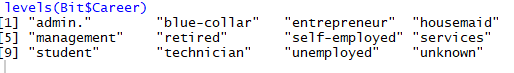 levels(Bit$Career)
[1] "admin." "blue-collar" "entrepreneur" "housemaid"
[5] "management" "retired" "self-employed" "services"
[9] "student" "technician" "unemployed" "unknown"